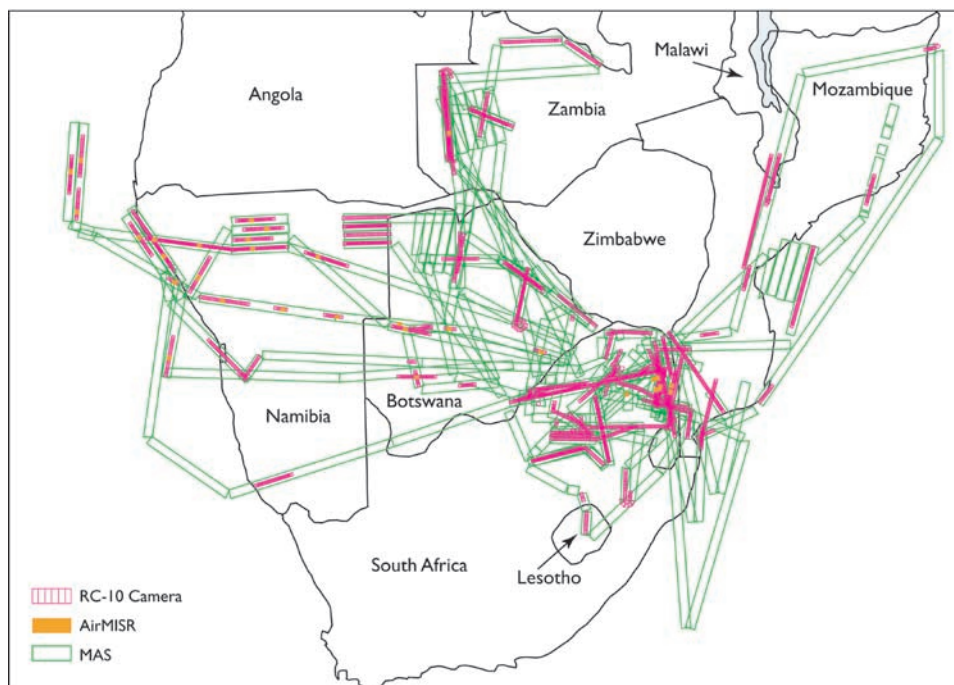 Malawi
Angola
Mozambique
Zambia
Zimbabwe
Namibia
Botswana
South Africa
Lesotho
RC-10 Camera
AirMISR
MAS